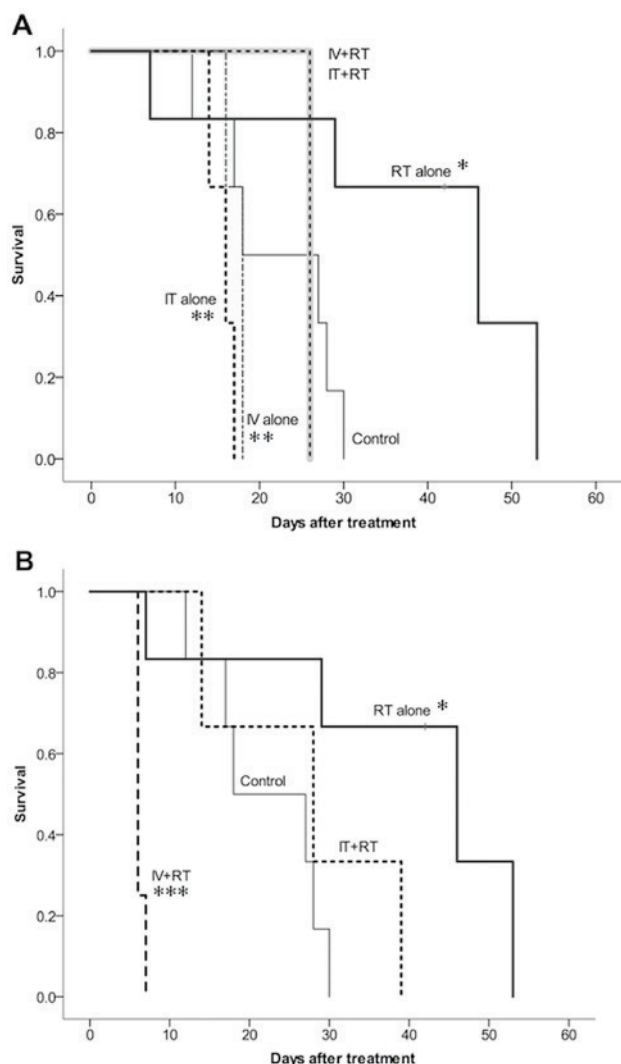 A
1.0
0.8
0.6
0.4
0.2
0.0
Survival
IV+RT
IT+RT
RT alone *
IT alone
**
IV alone
**
Control
0 10 20 30 40 50 60
Days after treatment
B
1.0
0.8
0.6
0.4
0.2
0.0
Survival
RT alone *
Control
IT+RT
IV+RT
***
0 10 20 30 40 50 60
Days after treatment